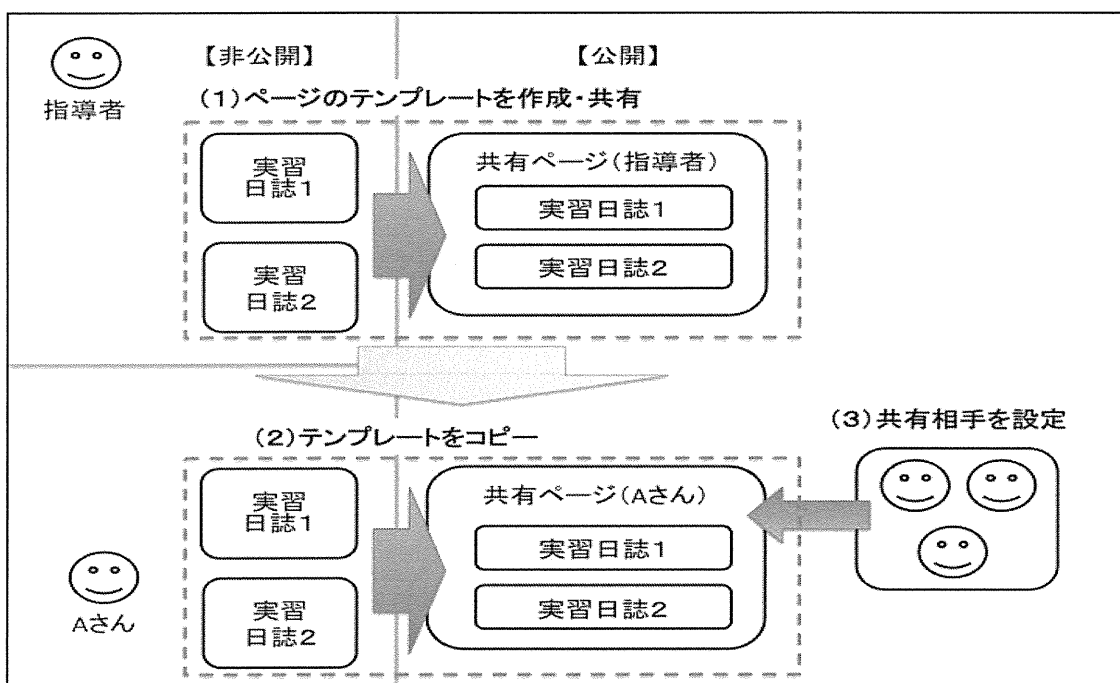 【非公開】
【公開】
指導者
(1)ページのテンプレートを作成・共有
実習
日誌1
実習
日誌2
共有ページ(指導者)
実習日誌1
実習日誌2
(2)テンプレートをコピー
(3)共有相手を設定
実習
日誌1
実習
日誌2
共有ページ(Aさん)
実習日誌1
実習日誌2
Aさん